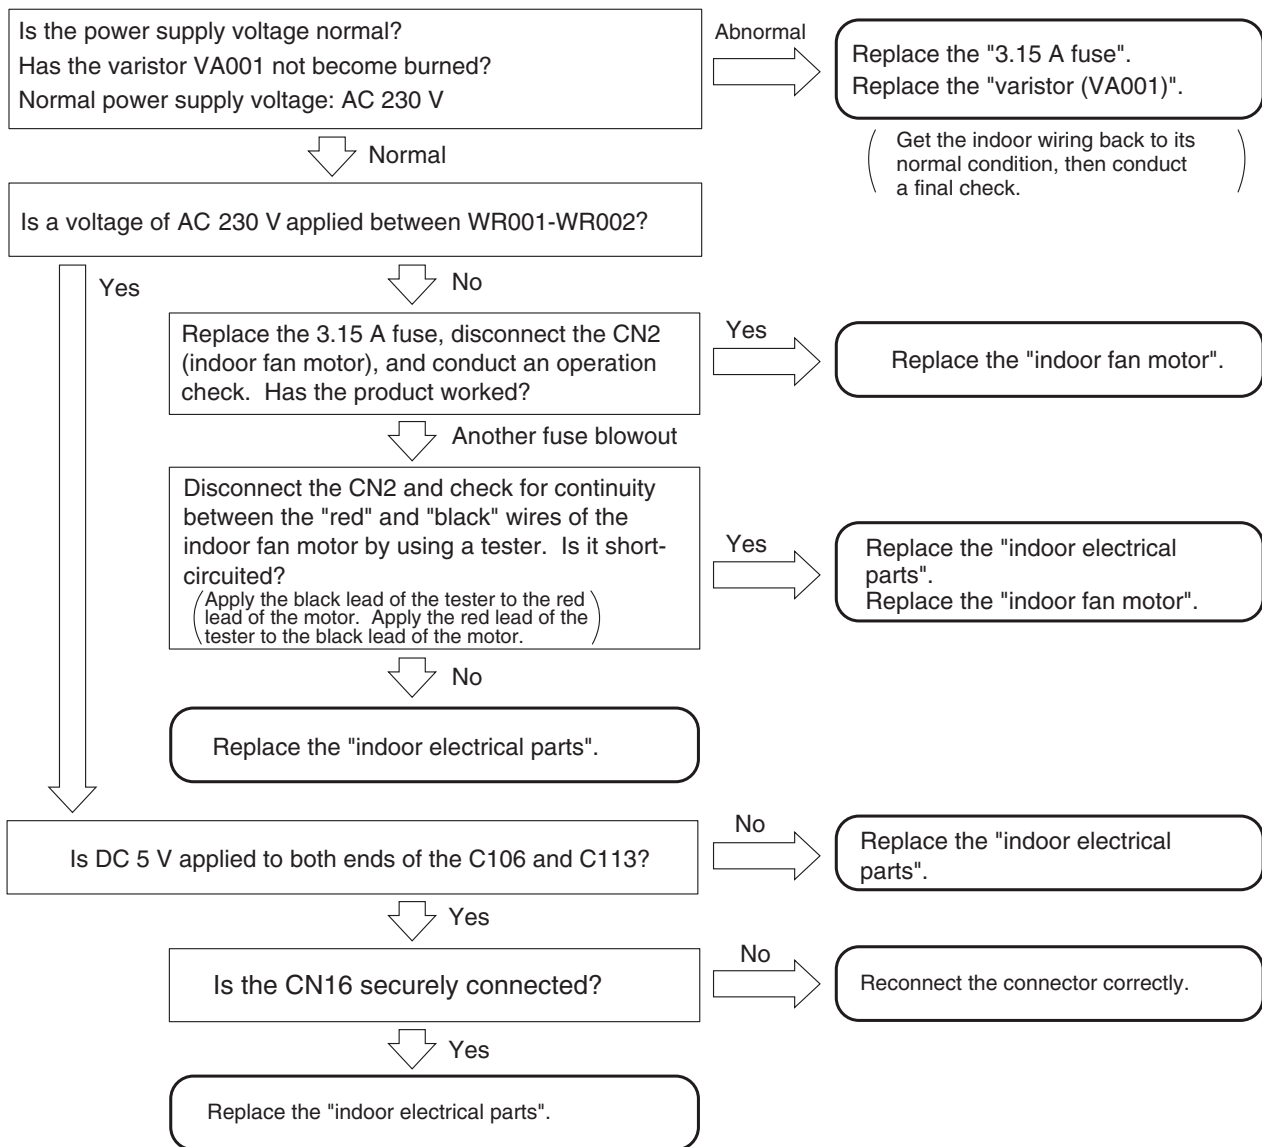 Is the power supply voltage normal?
Has the varistor VA001 not become burned?
Normal power supply voltage: AC 230 V
Abnormal
Replace the "3.15 A fuse".
Replace the "varistor (VA001)".
Get the indoor wiring back to its
normal condition, then conduct
a final check.
Normal
Is a voltage of AC 230 V applied between WR001-WR002?
Yes
No
Replace the 3.15 A fuse, disconnect the CN2
(indoor fan motor), and conduct an operation
check. Has the product worked?
Yes
Replace the "indoor fan motor".
Another fuse blowout
Disconnect the CN2 and check for continuity
between the "red" and "black" wires of the
indoor fan motor by using a tester. Is it short-
circuited?
Apply the black lead of the tester to the red
lead of the motor. Apply the red lead of the
tester to the black lead of the motor.
Yes
Replace the "indoor electrical
parts".
Replace the "indoor fan motor".
No
Replace the "indoor electrical parts".
Is DC 5 V applied to both ends of the C106 and C113?
No
Replace the "indoor electrical
parts".
Yes
Is the CN16 securely connected?
No
Reconnect the connector correctly.
Yes
Replace the "indoor electrical parts".